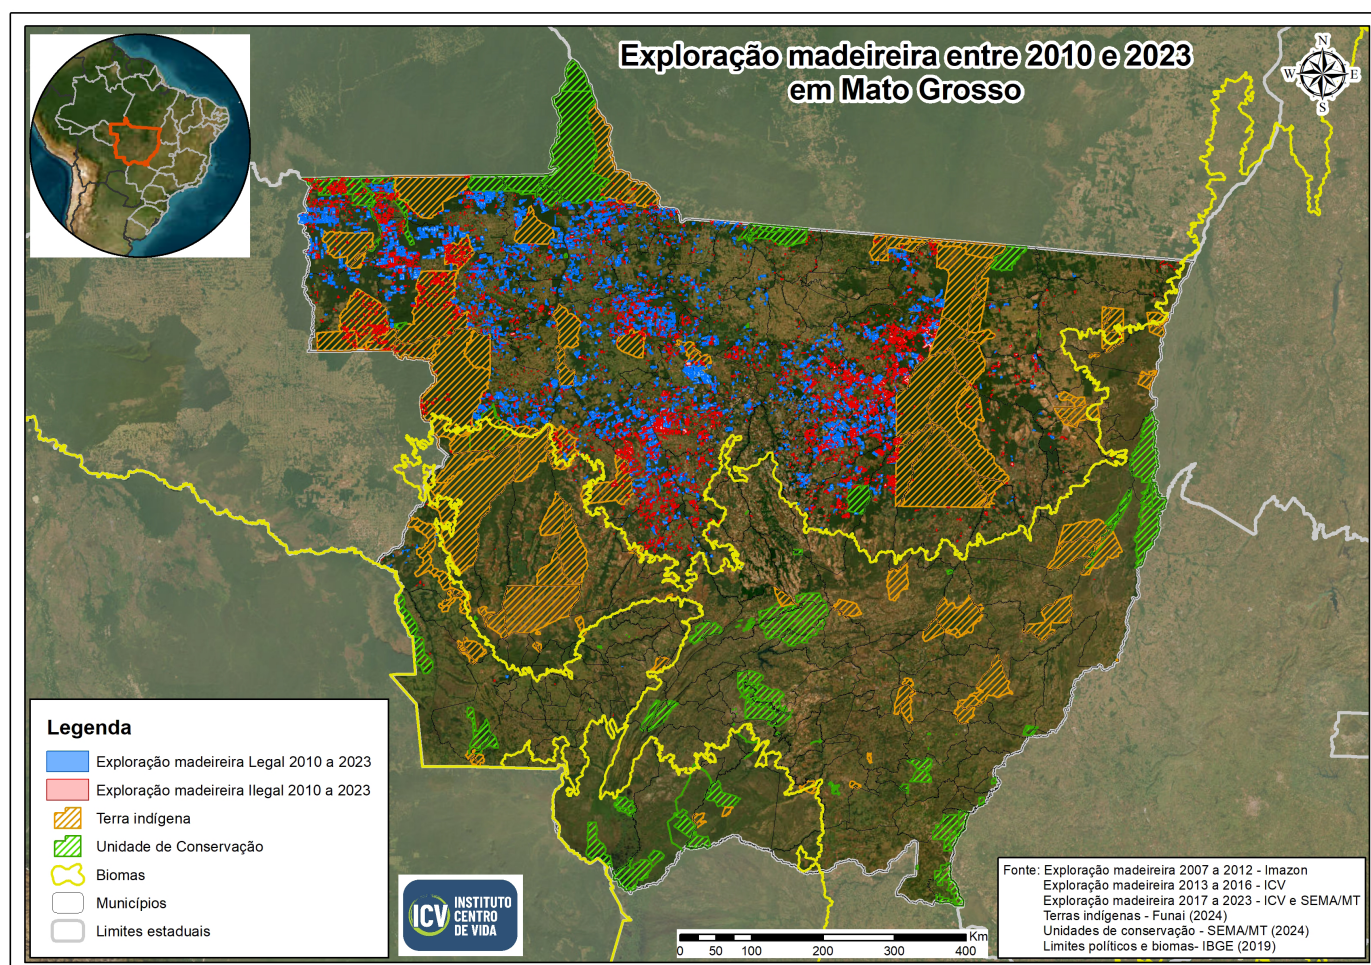 Exploração madeireira entre 2010 e 2023
em Mato Grosso
N
W
E
S
Legenda
Exploração madeireira Legal 2010 a 2023
Exploração madeireira Ilegal 2010 a 2023
Terra indígena
Unidade de Conservação
Biomas
Municípios
Limites estaduais
ICV
INSTITUTO
CENTRO
DE VIDA
Km
0 50 100 200 300 400
Fonte: Exploração madeireira 2007 a 2012 - Imazon
Exploração madeireira 2013 a 2016 - ICV
Exploração madeireira 2017 a 2023 - ICV e SEMA/MT
Terras indígenas - Funai (2024)
Unidades de conservação - SEMA/MT (2024)
Limites políticos e biomas- IBGE (2019)